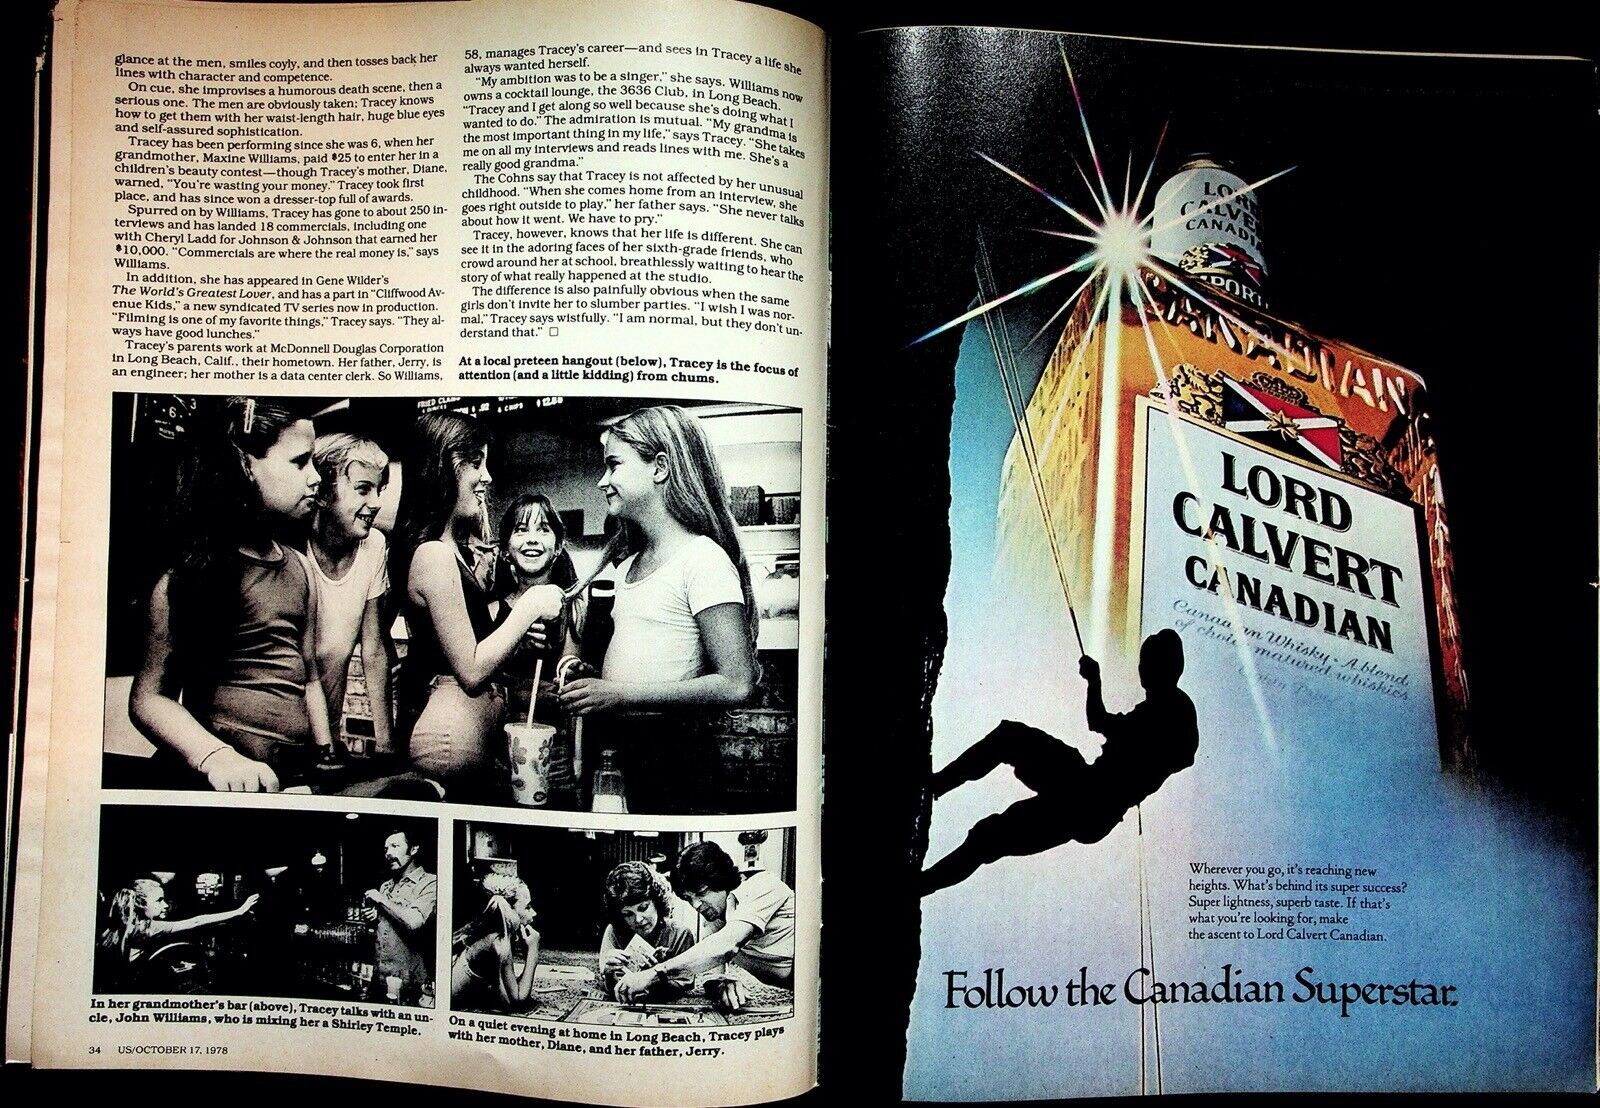 glance at the men, smiles coyly, and then tosses back her
lines with character and competence.
On cue, she improvises a humorous death scene, then a
serious one. The men are obviously taken; Tracey knows
how to get them with her waist-length hair, huge blue eyes
and self-assured sophistication.
Tracey has been performing since she was 6, when her
grandmother, Maxine Williams, paid $25 to enter her in a
children's beauty contest—though Tracey's mother, Diane,
warned, "You're wasting your money." Tracey took first
place, and has since won a dresser-top full of awards.
Spurred on by Williams, Tracey has gone to about 250 in-
terviews and has landed 18 commercials, including one
with Cheryl Ladd for Johnson & Johnson that earned her
$10,000. "Commercials are where the real money is," says
Williams.
In addition, she has appeared in Gene Wilder's
The World's Greatest Lover, and has a part in "Cliffwood Av-
enue Kids," a new syndicated TV series now in production.
"Filming is one of my favorite things," Tracey says. "They al-
ways have good lunches."
Tracey's parents work at McDonnell Douglas Corporation
in Long Beach, Calif., their hometown. Her father, Jerry, is
an engineer; her mother is a data center clerk. So Williams,
58, manages Tracey's career—and sees in Tracey a life she
always wanted herself.
"My ambition was to be a singer," she says. Williams now
owns a cocktail lounge, the 3636 Club, in Long Beach.
"Tracey and I get along so well because she's doing what I
wanted to do." The admiration is mutual. "My grandma is
the most important thing in my life," says Tracey. "She takes
me on all my interviews and reads lines with me. She's a
really good grandma."
The Cohns say that Tracey is not affected by her unusual
childhood. "When she comes home from an interview, she
goes right outside to play," her father says. "She never talks
about how it went. We have to pry."
Tracey, however, knows that her life is different. She can
see it in the adoring faces of her sixth-grade friends, who
crowd around her at school, breathlessly waiting to hear the
story of what really happened at the studio.
The difference is also painfully obvious when the same
girls don't invite her to slumber parties. "I wish I was nor-
mal," Tracey says wistfully. "I am normal, but they don't un-
derstand that." □
At a local preteen hangout (below), Tracey is the focus of
attention (and a little kidding) from chums.
FRIED CLAMS
& CHIPS
In her grandmother's bar (above), Tracey talks with an un-
cle, John Williams, who is mixing her a Shirley Temple.
On a quiet evening at home in Long Beach, Tracey plays
with her mother, Diane, and her father, Jerry.
34 US/OCTOBER 17, 1978
LORD
CALVERT
CANADIAN
IMPORTED
CANADIAN
LORD
CALVERT
CANADIAN
Canadian Whisky · A blend
of choice matured whiskies
Wherever you go, it's reaching new
heights. What's behind its super success?
Super lightness, superb taste. If that's
what you're looking for, make
the ascent to Lord Calvert Canadian.
Follow the Canadian Superstar.